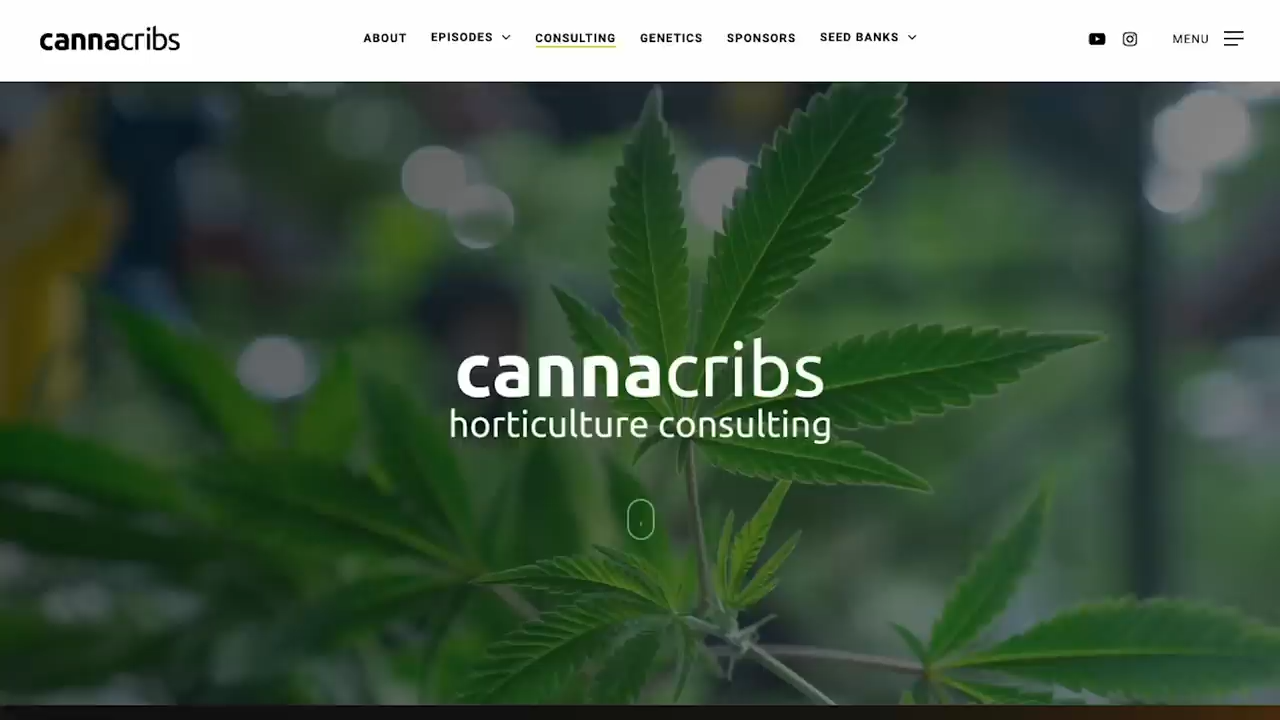 cannacribs
ABOUT
EPISODES
CONSULTING
GENETICS
SPONSORS
SEED BANKS
MENU
cannacribs
horticulture consulting